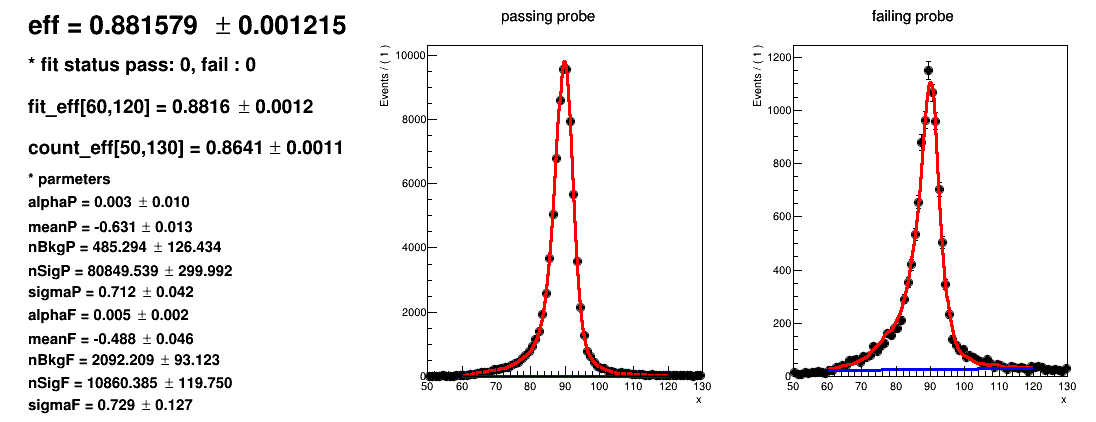 eff = 0.881579 ± 0.001215
* fit status pass: 0, fail : 0
fit_eff[60,120] = 0.8816 ± 0.0012
count_eff[50,130] = 0.8641 ± 0.0011
* parmeters
alphaP = 0.003 ± 0.010
meanP = -0.631 ± 0.013
nBkgP = 485.294 ± 126.434
nSigP = 80849.539 ± 299.992
sigmaP = 0.712 ± 0.042
alphaF = 0.005 ± 0.002
meanF = -0.488 ± 0.046
nBkgF = 2092.209 ± 93.123
nSigF = 10860.385 ± 119.750
sigmaF = 0.729 ± 0.127
passing probe
Events / ( 1 )
10000
8000
6000
4000
2000
0
50 60 70 80 90 100 110 120 130
x
failing probe
Events / ( 1 )
1200
1000
800
600
400
200
0
50 60 70 80 90 100 110 120 130
x